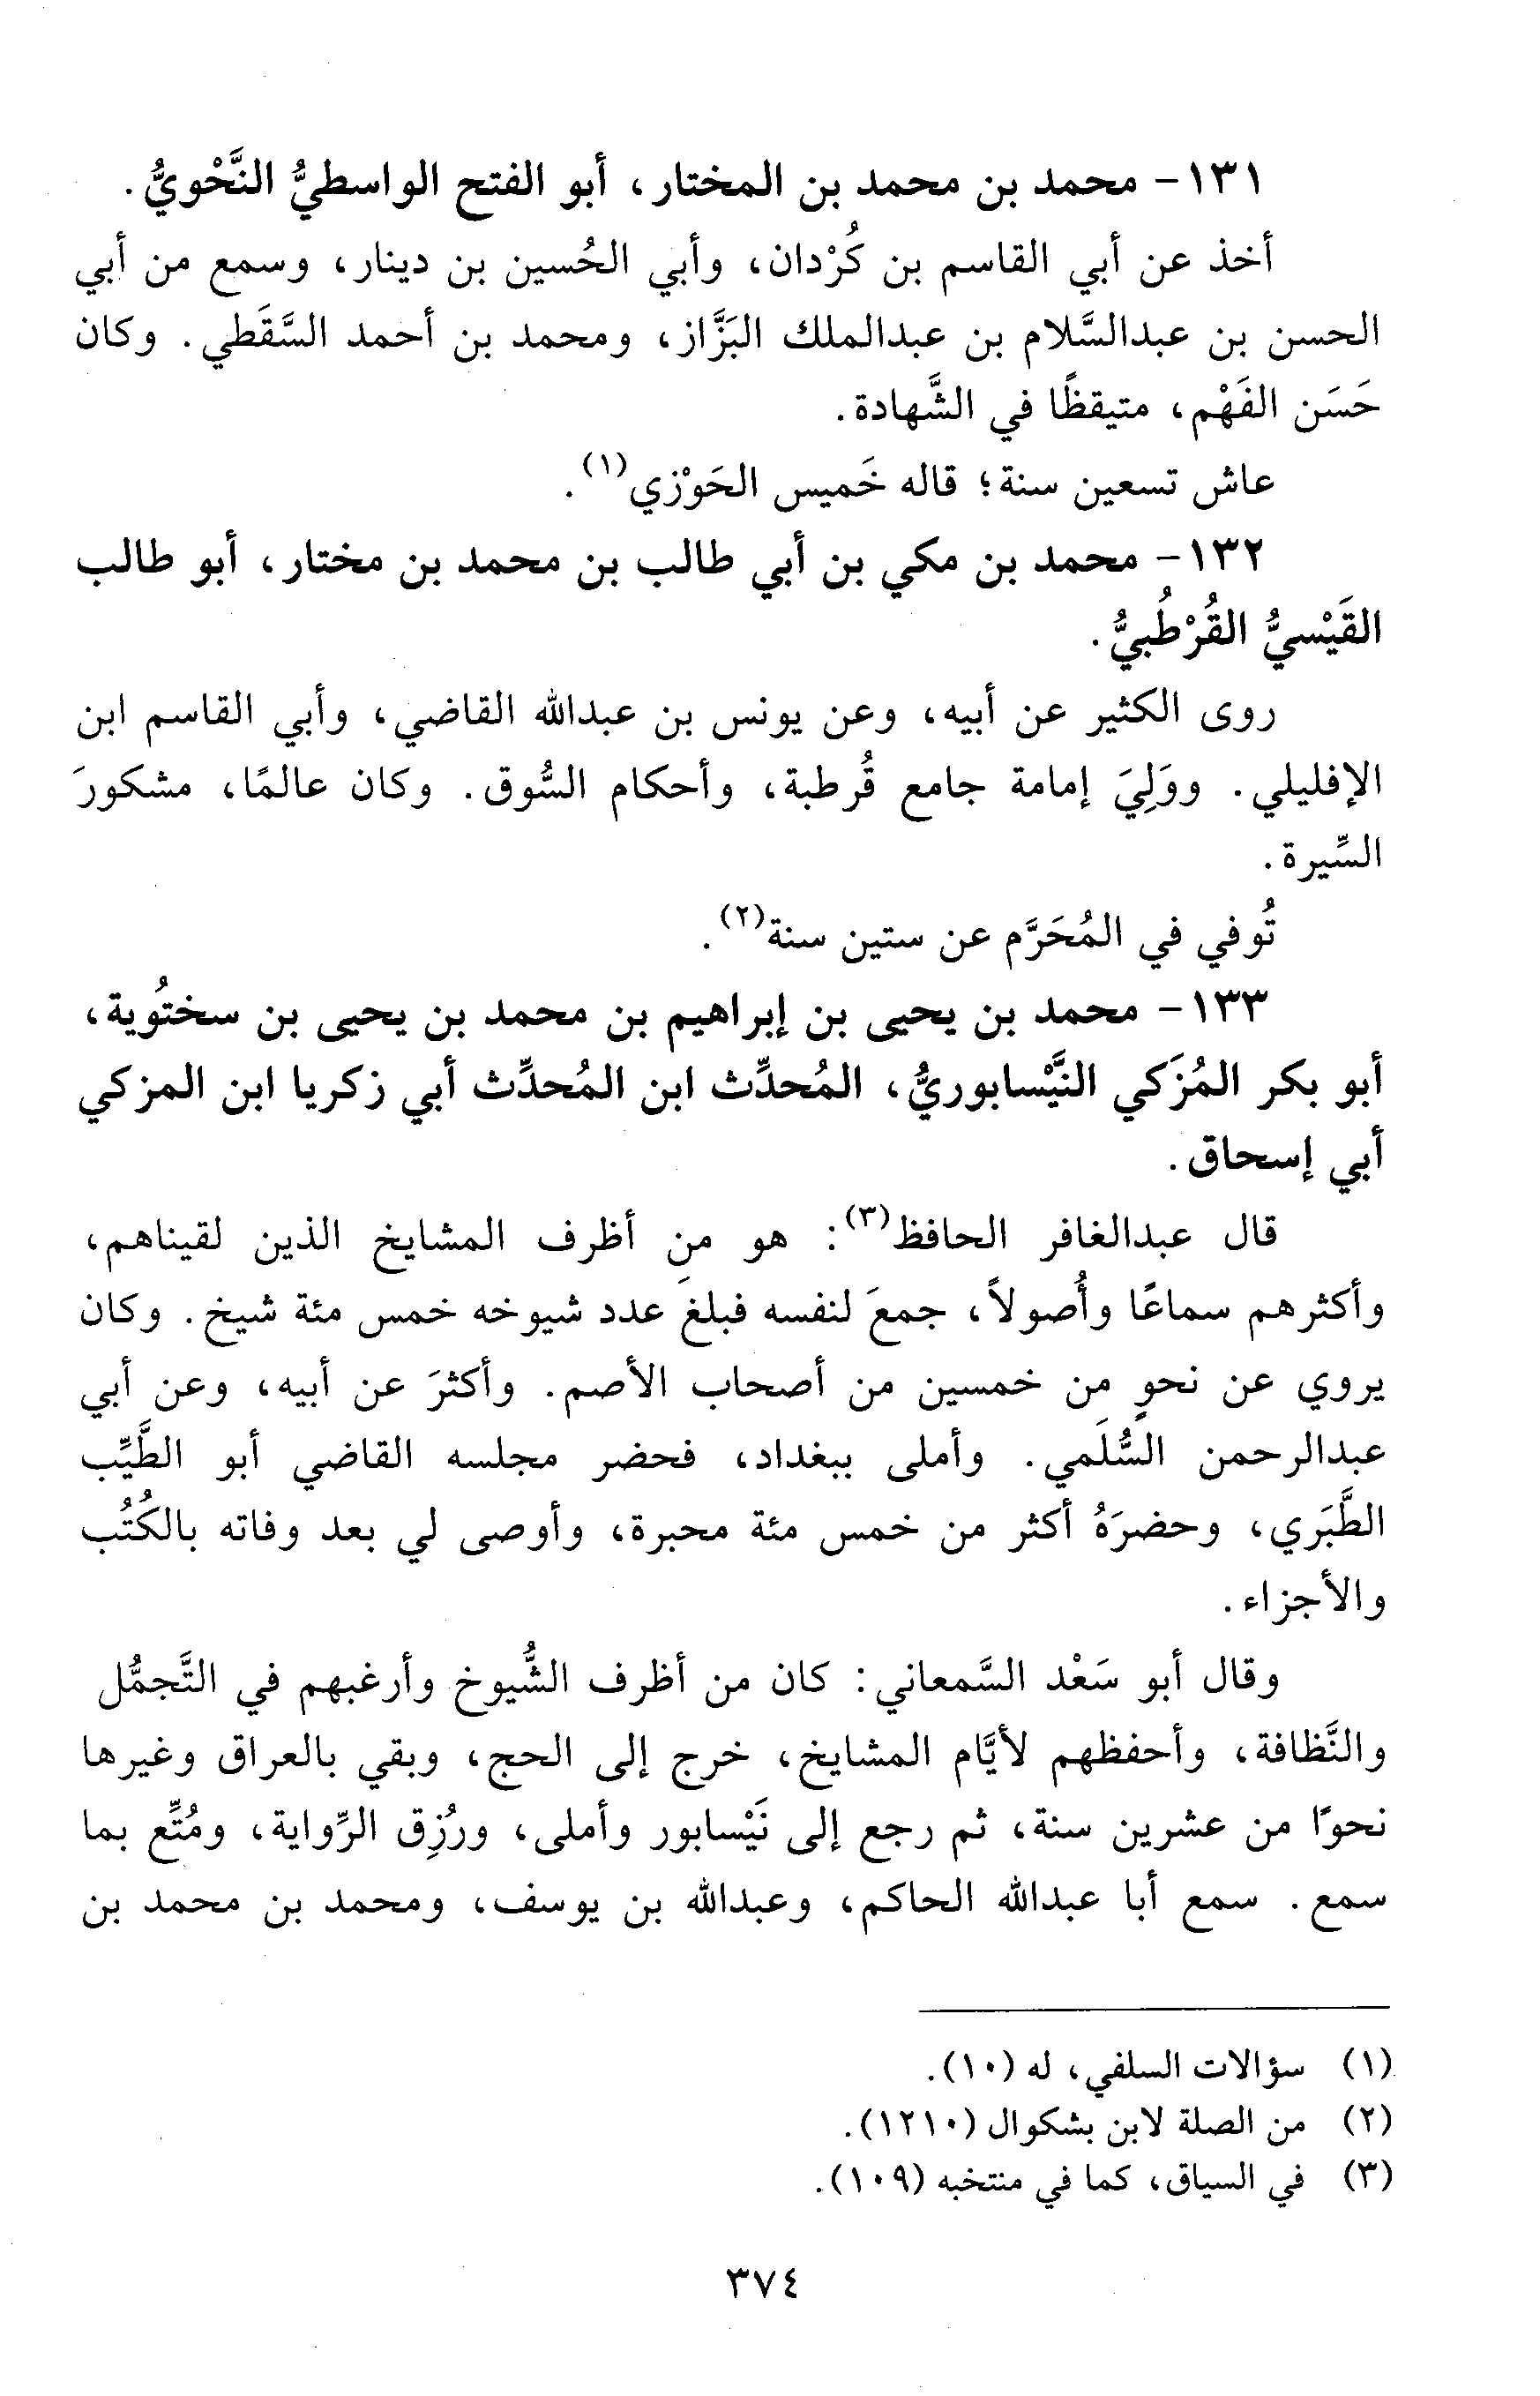 ١٣١- محمد بن محمد بن المختار، أبو الفتح الواسطيُّ النَّحْويُّ.
أخذ عن أبي القاسم بن كُرْدان، وأبي الحُسين بن دينار، وسمع من أبي
الحسن بن عبدالسَّلام بن عبدالملك البَزَّاز، ومحمد بن أحمد السَّقَطي. وكان
حَسَن الفَهْم، متيقظًا في الشَّهادة.
عاش تسعين سنة؛ قاله خَميس الحَوْزي(١).
١٣٢- محمد بن مكي بن أبي طالب بن محمد بن مختار، أبو طالب
القَيْسيُّ القُرْطُبيُّ.
روى الكثير عن أبيه، وعن يونس بن عبدالله القاضي، وأبي القاسم ابن
الإفليلي. ووَلِيَ إمامة جامع قُرطبة، وأحكام السُّوق. وكان عالمًا، مشكورَ
السِّيرة.
تُوفي في المُحَرَّم عن ستين سنة(٢).
١٣٣- محمد بن يحيى بن إبراهيم بن محمد بن يحيى بن سختُوية،
أبو بكر المُزَكي النَّيْسابوريُّ، المُحدِّث ابن المُحدِّث أبي زكريا ابن المزكي
أبي إسحاق.
قال عبدالغافر الحافظ(٣): هو من أظرف المشايخ الذين لقيناهم،
وأكثرهم سماعًا وأُصولاً، جمعَ لنفسه فبلغَ عدد شيوخه خمس مئة شيخ. وكان
يروي عن نحوٍ من خمسين من أصحاب الأصم. وأكثرَ عن أبيه، وعن أبي
عبدالرحمن السُّلَمي. وأملى ببغداد، فحضر مجلسه القاضي أبو الطَّيِّب
الطَّبَري، وحضرَهُ أكثر من خمس مئة محبرة، وأوصى لي بعد وفاته بالكُتُب
والأجزاء.
وقال أبو سَعْد السَّمعاني: كان من أظرف الشُّيوخ وأرغبهم في التَّجمُّل
والنَّظافة، وأحفظهم لأيَّام المشايخ، خرج إلى الحج، وبقي بالعراق وغيرها
نحوًا من عشرين سنة، ثم رجع إلى نَيْسابور وأملى، ورُزِق الرِّواية، ومُتِّع بما
سمع. سمع أبا عبدالله الحاكم، وعبدالله بن يوسف، ومحمد بن محمد بن
(١) سؤالات السلفي، له (١٠).
(٢) من الصلة لابن بشكوال (١٢١٠).
(٣) في السياق، كما في منتخبه (١٠٩).
٣٧٤